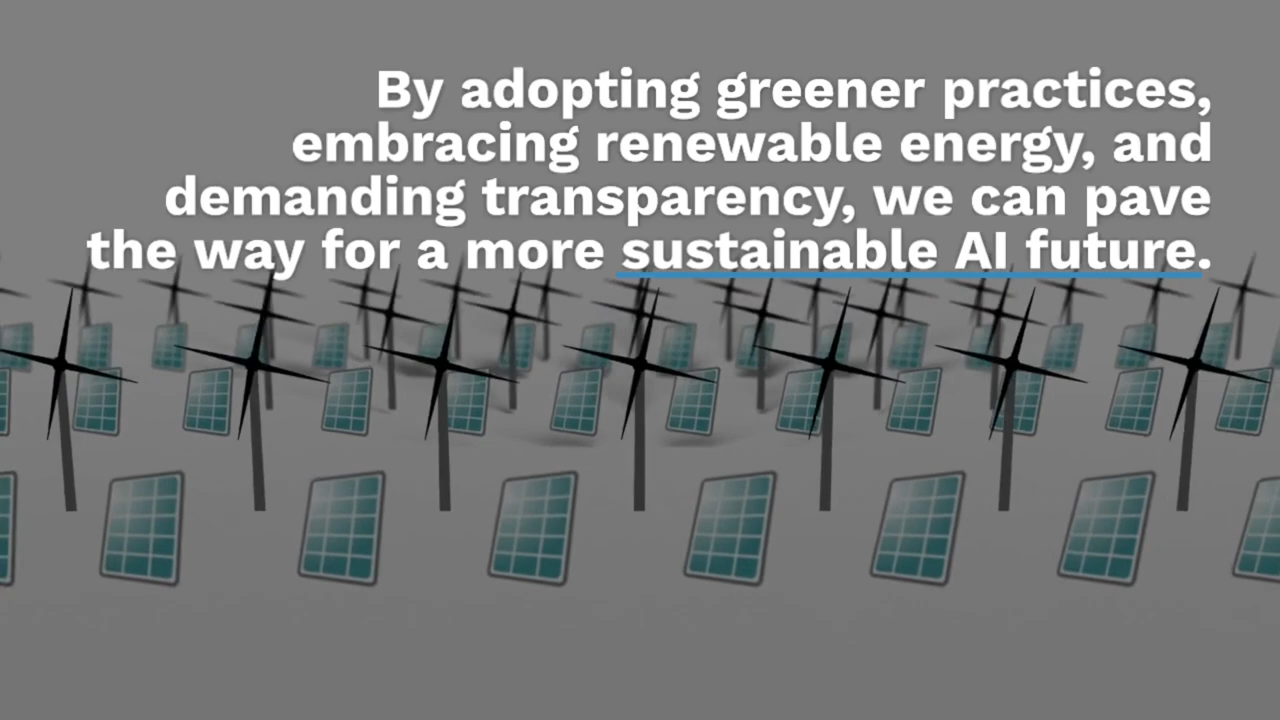 By adopting greener practices,
embracing renewable energy, and
demanding transparency, we can pave
the way for a more sustainable AI future.